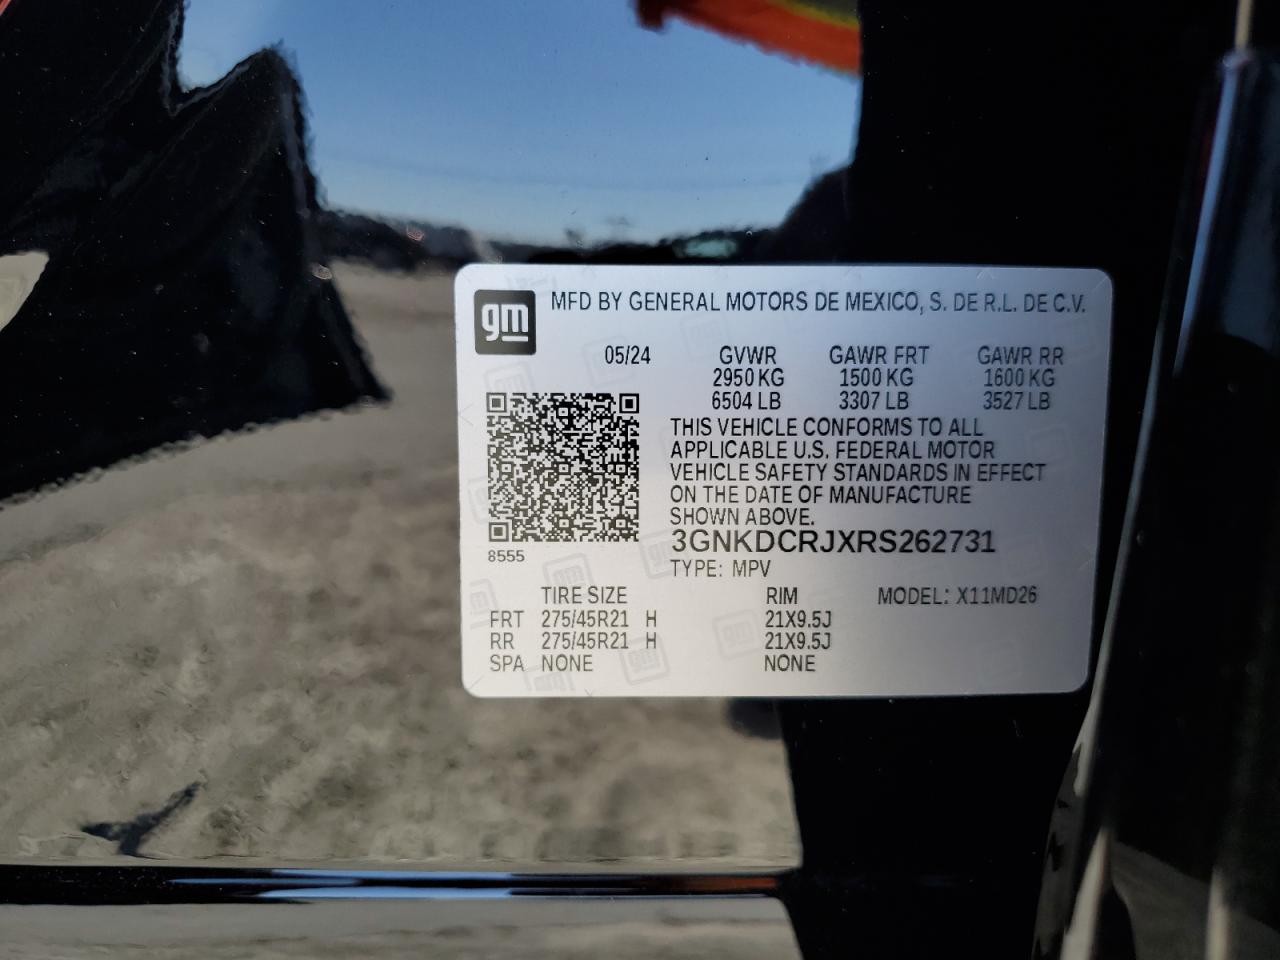 gm
MFD BY GENERAL MOTORS DE MEXICO, S. DE R.L. DE C.V.
05/24 GVWR GAWR FRT GAWR RR
2950 KG 1500 KG 1600 KG
6504 LB 3307 LB 3527 LB
THIS VEHICLE CONFORMS TO ALL
APPLICABLE U.S. FEDERAL MOTOR
VEHICLE SAFETY STANDARDS IN EFFECT
ON THE DATE OF MANUFACTURE
SHOWN ABOVE.
3GNKDCRJXRS262731
8555
TYPE: MPV
TIRE SIZE RIM MODEL: X11MD26
FRT 275/45R21 H 21X9.5J
RR 275/45R21 H 21X9.5J
SPA NONE NONE